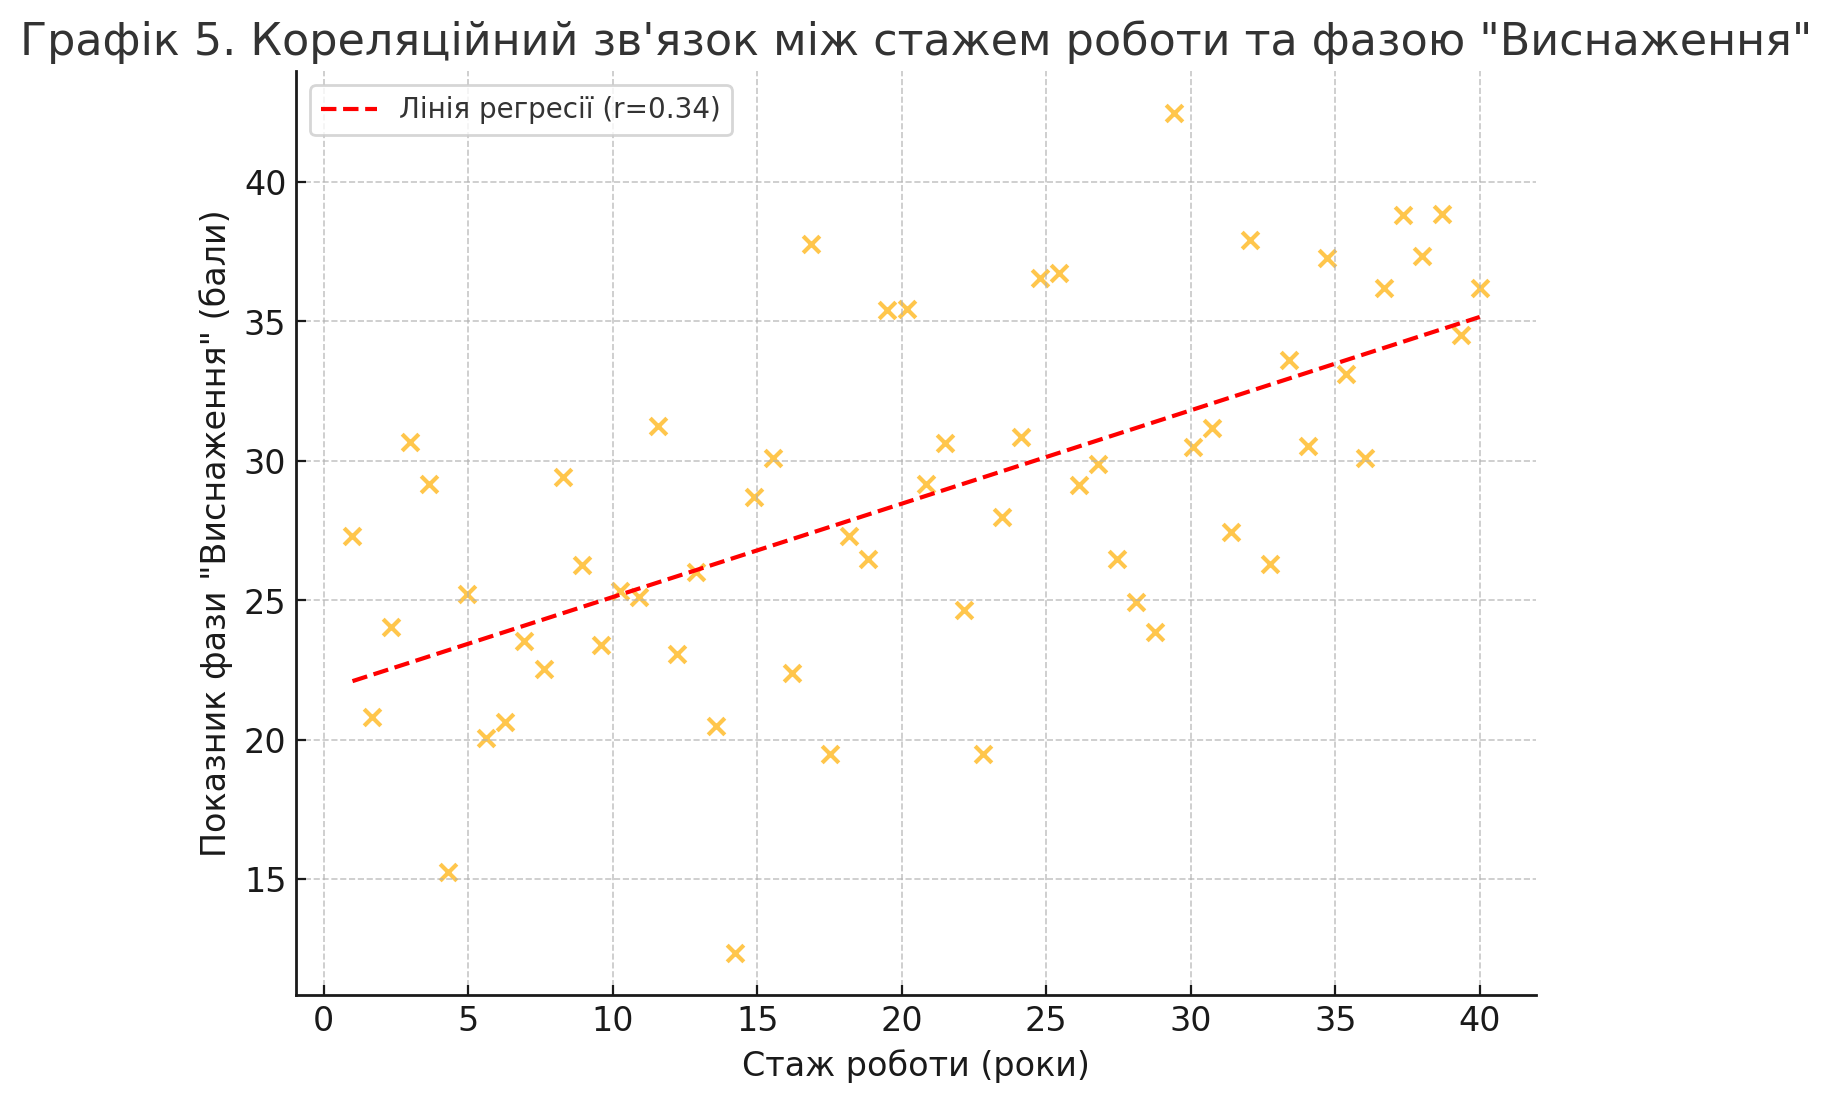 Графік 5. Кореляційний зв'язок між стажем роботи та фазою "Виснаження"
Лінія регресії (r=0.34)
Показник фази "Виснаження" (бали)
40
35
30
25
20
15
0 5 10 15 20 25 30 35 40
Стаж роботи (роки)